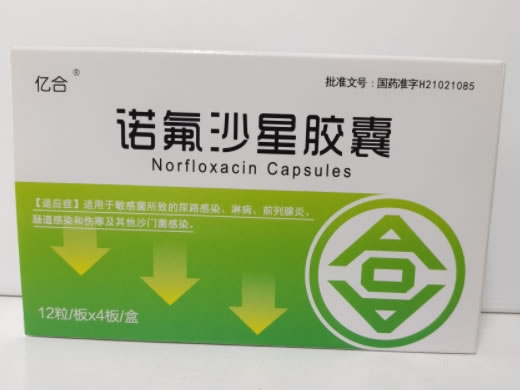 亿合®
批准文号：国药准字H21021085
诺氟沙星胶囊
Norfloxacin Capsules
【适应症】适用于敏感菌所致的尿路感染、淋病、前列腺炎、
肠道感染和伤寒及其他沙门菌感染。
12粒/板x4板/盒